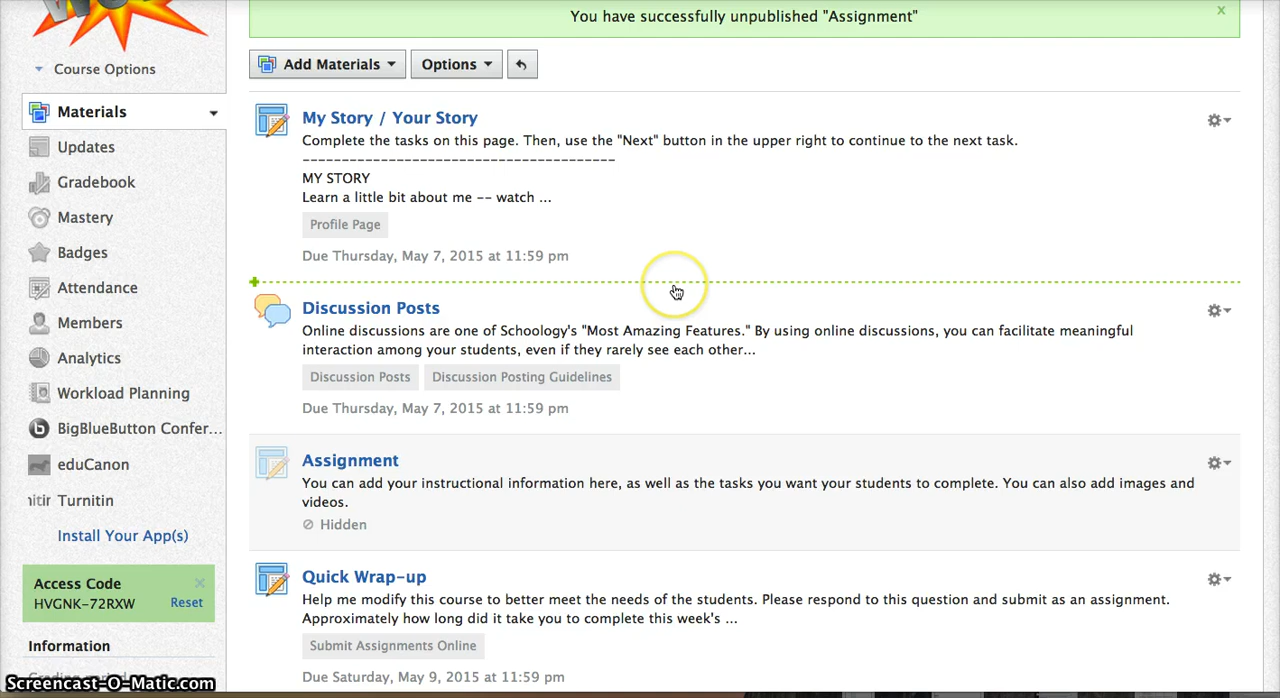 You have successfully unpublished "Assignment"
x
Course Options
Add Materials
Options
Materials
Updates
Gradebook
Mastery
Badges
Attendance
Members
Analytics
Workload Planning
BigBlueButton Confer...
eduCanon
nitin Turnitin
Install Your App(s)
Access Code
HVGNK-72RXW
Reset
Information
My Story / Your Story
Complete the tasks on this page. Then, use the "Next" button in the upper right to continue to the next task.
----------------------------------------
MY STORY
Learn a little bit about me -- watch ...
Profile Page
Due Thursday, May 7, 2015 at 11:59 pm
Discussion Posts
Online discussions are one of Schoology's "Most Amazing Features." By using online discussions, you can facilitate meaningful
interaction among your students, even if they rarely see each other...
Discussion Posts
Discussion Posting Guidelines
Due Thursday, May 7, 2015 at 11:59 pm
Assignment
You can add your instructional information here, as well as the tasks you want your students to complete. You can also add images and
videos.
Hidden
Quick Wrap-up
Help me modify this course to better meet the needs of the students. Please respond to this question and submit as an assignment.
Approximately how long did it take you to complete this week's ...
Submit Assignments Online
Due Saturday, May 9, 2015 at 11:59 pm
Screencast-O-Matic.com